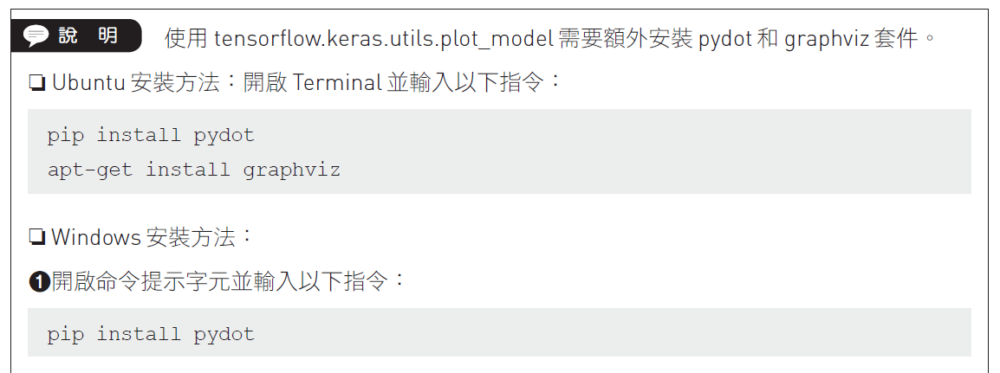 說 明 使用 tensorflow.keras.utils.plot_model 需要額外安裝 pydot 和 graphviz 套件。
❏ Ubuntu 安裝方法：開啟 Terminal 並輸入以下指令：
pip install pydot
apt-get install graphviz
❏ Windows 安裝方法：
❶開啟命令提示字元並輸入以下指令：
pip install pydot